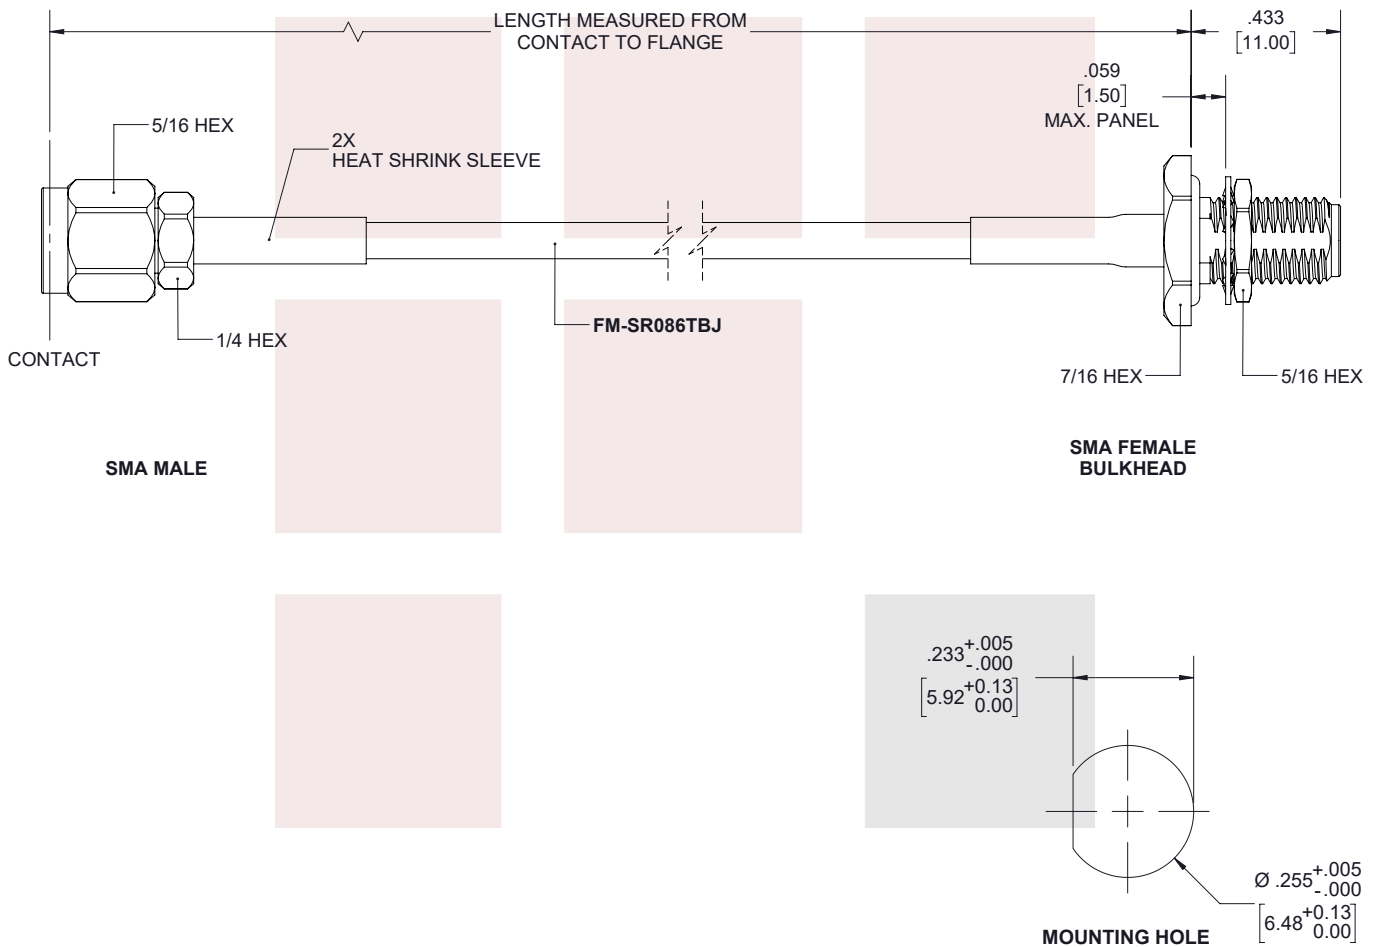 LENGTH MEASURED FROM
CONTACT TO FLANGE
.433
[11.00]
.059
[1.50]
MAX. PANEL
5/16 HEX
2X
HEAT SHRINK SLEEVE
1/4 HEX
FM-SR086TBJ
CONTACT
7/16 HEX
5/16 HEX
SMA MALE
SMA FEMALE
BULKHEAD
.233 +.005
-.000
[5.92 +0.13
0.00]
Ø .255 +.005
-.000
[6.48 +0.13
0.00]
MOUNTING HOLE